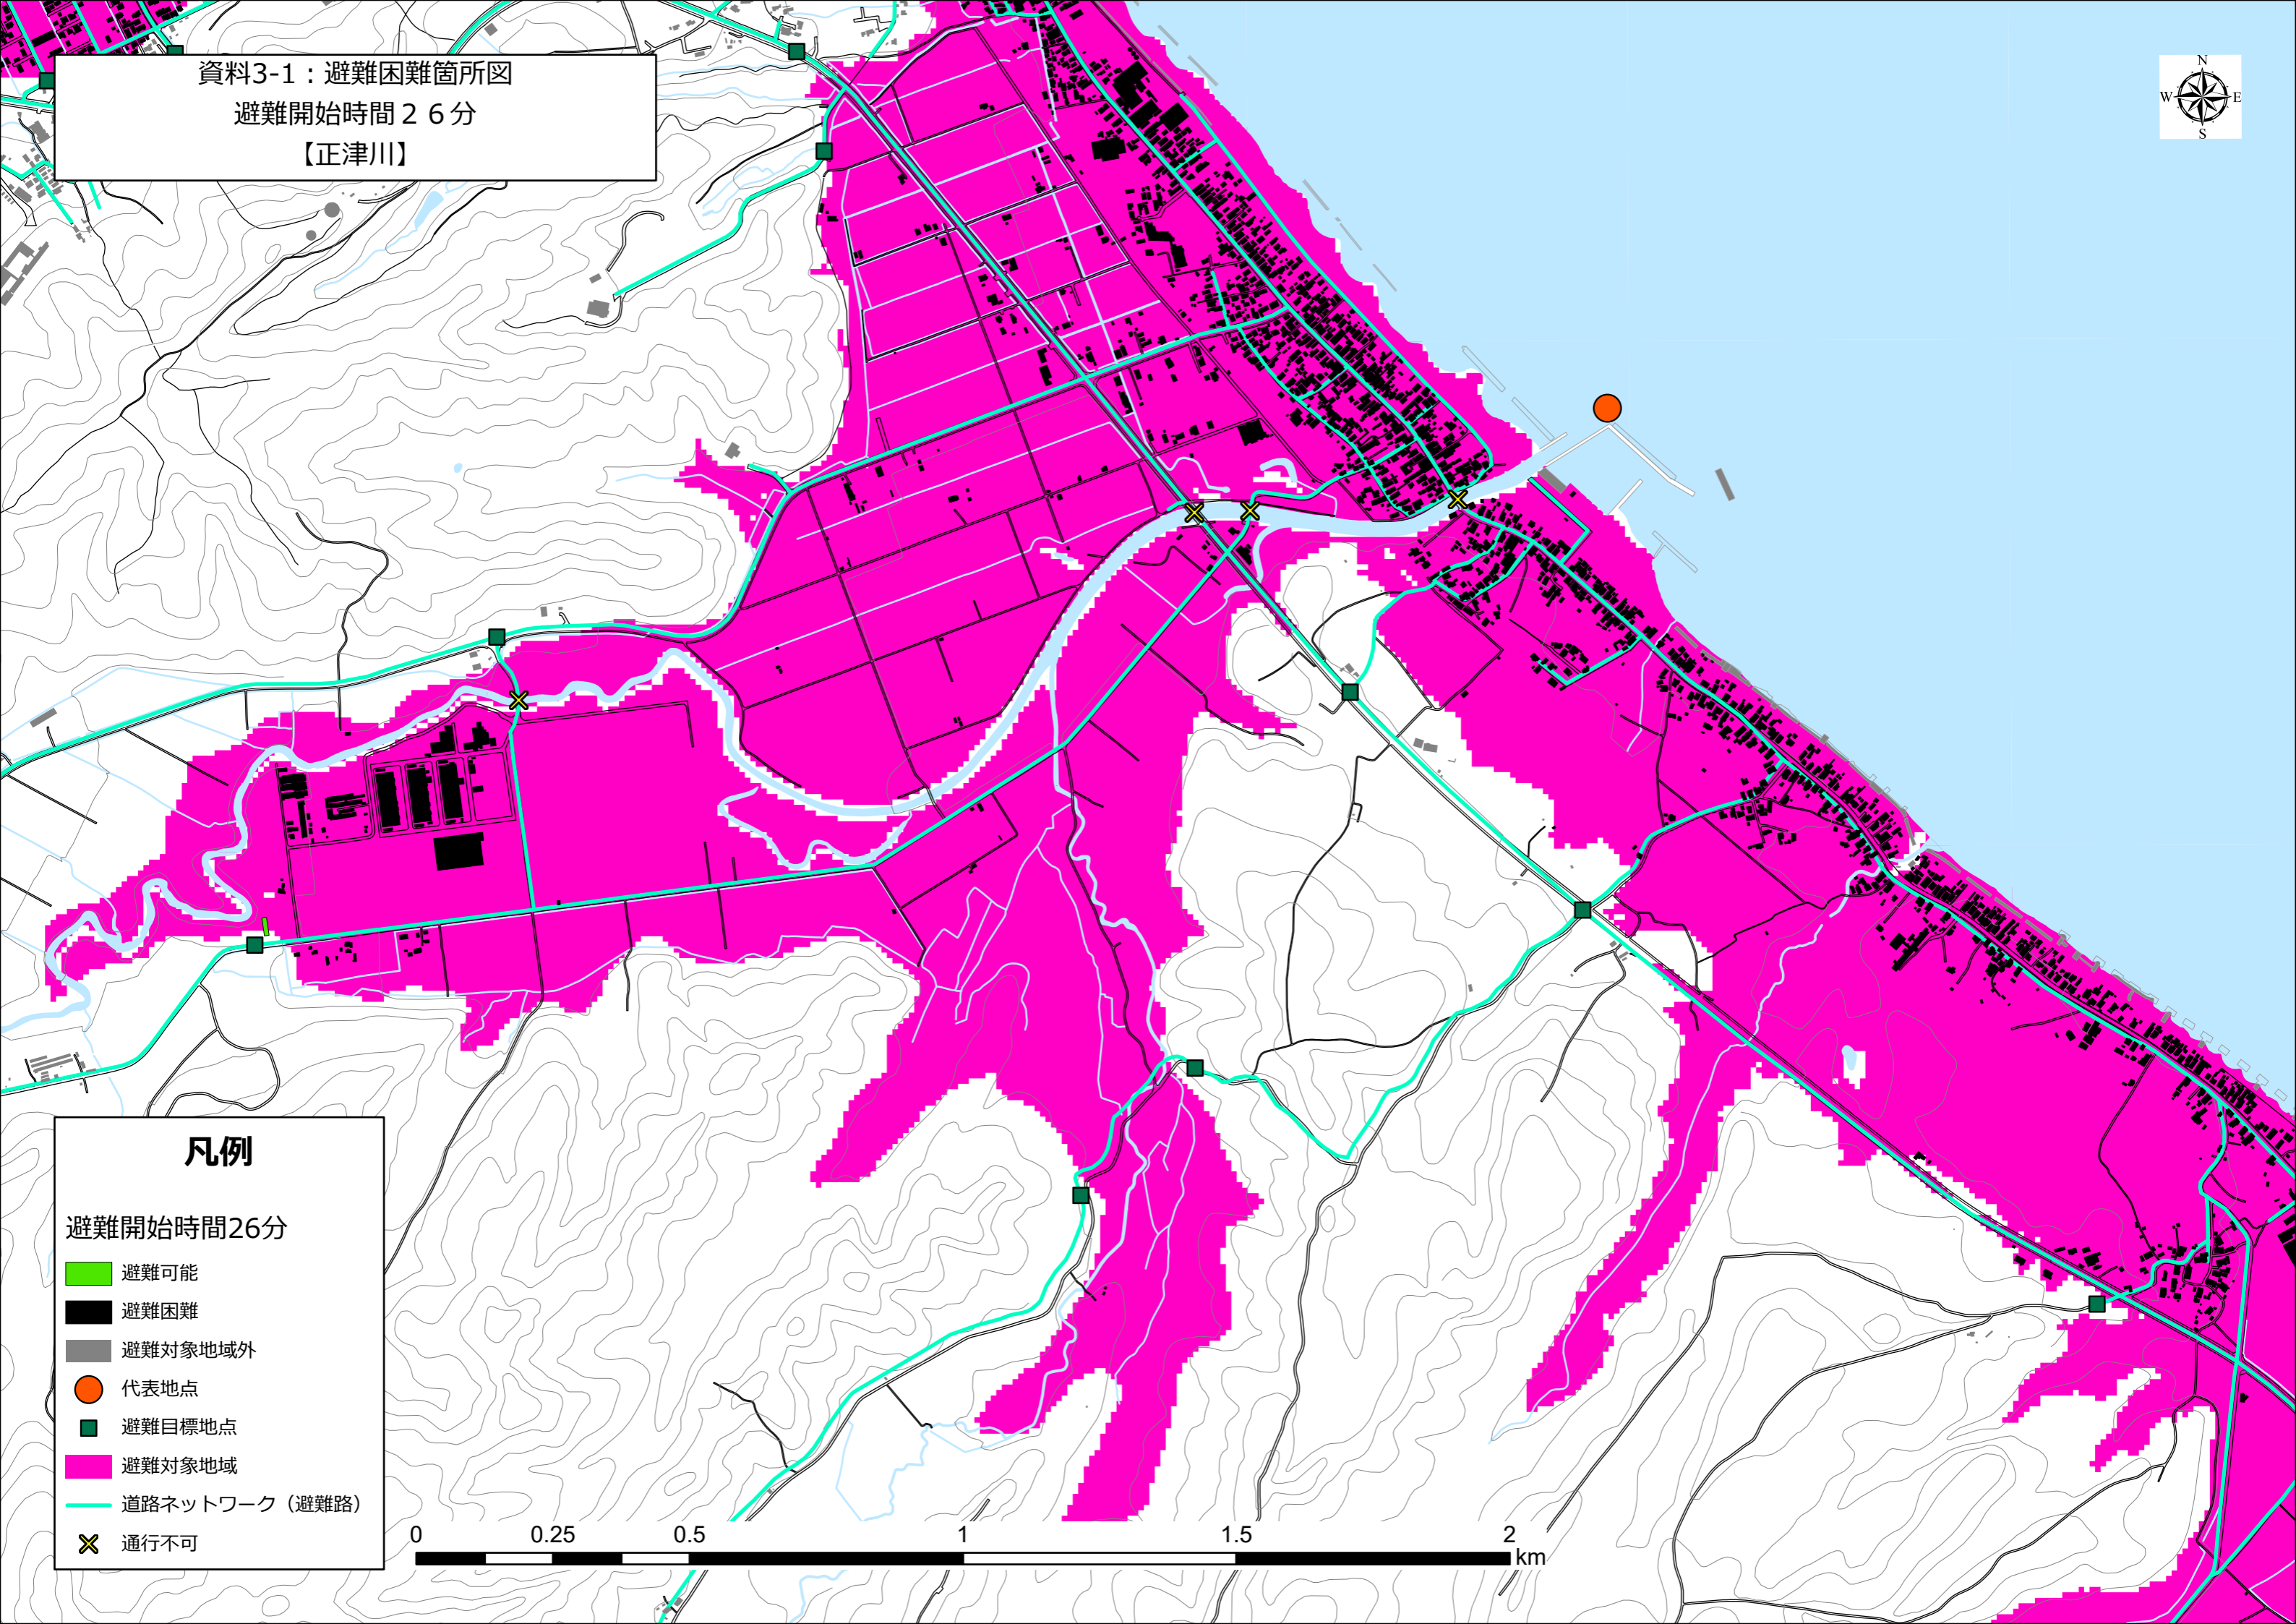 資料3-1：避難困難箇所図
避難開始時間２６分
【正津川】
N
W E
S
凡例
避難開始時間26分
避難可能
避難困難
避難対象地域外
代表地点
避難目標地点
避難対象地域
道路ネットワーク（避難路）
通行不可
0 0.25 0.5 1 1.5 2
km